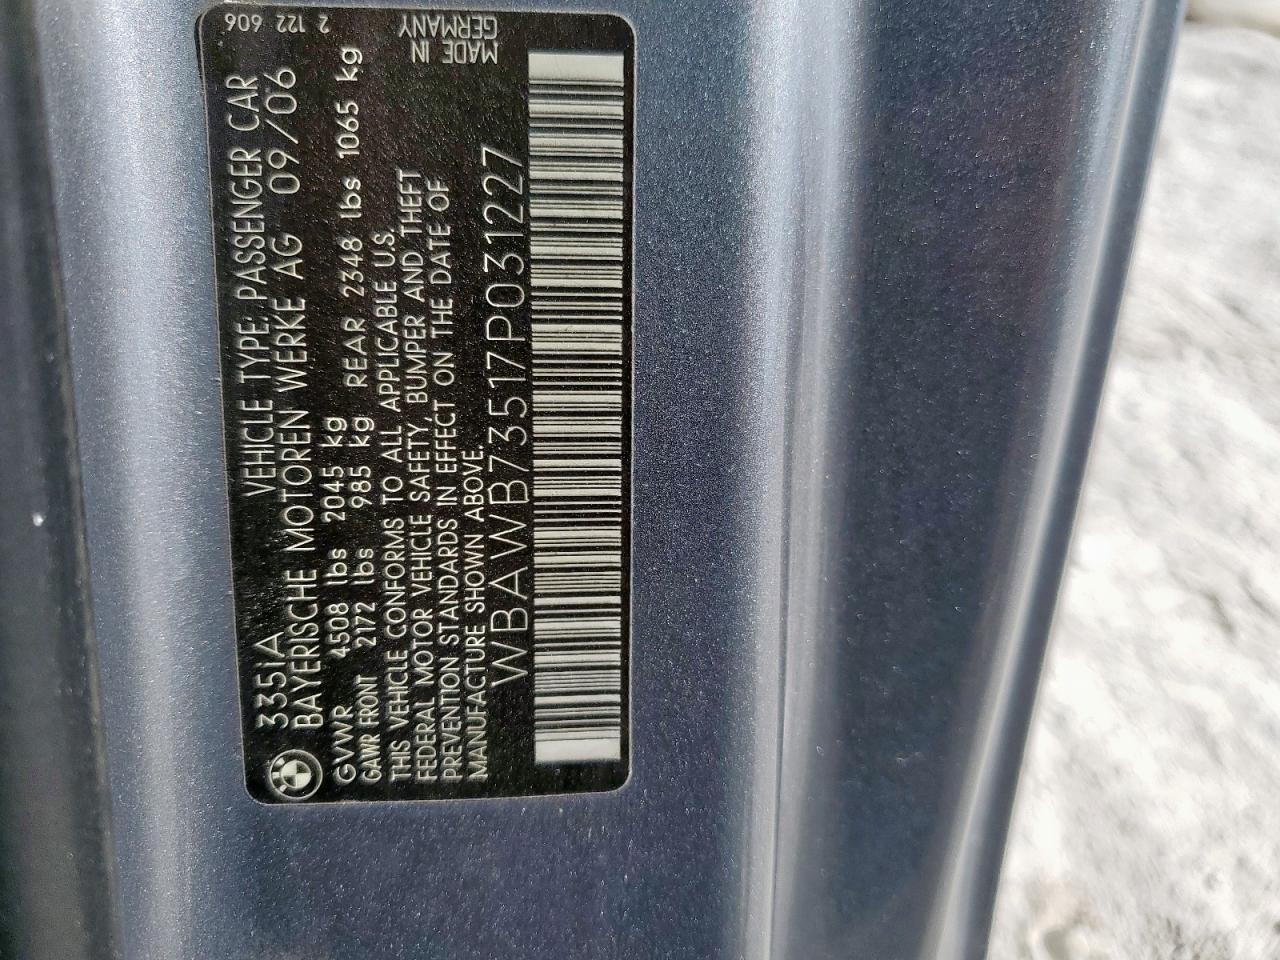 335iA VEHICLE TYPE: PASSENGER CAR
BAYERISCHE MOTOREN WERKE AG 09/06
GVWR 4508 lbs 2045 kg
GAWR FRONT 2172 lbs 985 kg REAR 2348 lbs 1065 kg
THIS VEHICLE CONFORMS TO ALL APPLICABLE U.S.
FEDERAL MOTOR VEHICLE SAFETY, BUMPER AND THEFT
PREVENTION STANDARDS IN EFFECT ON THE DATE OF
MANUFACTURE SHOWN ABOVE.
WBAWB73517P031227
2 122 606
MADE IN
GERMANY